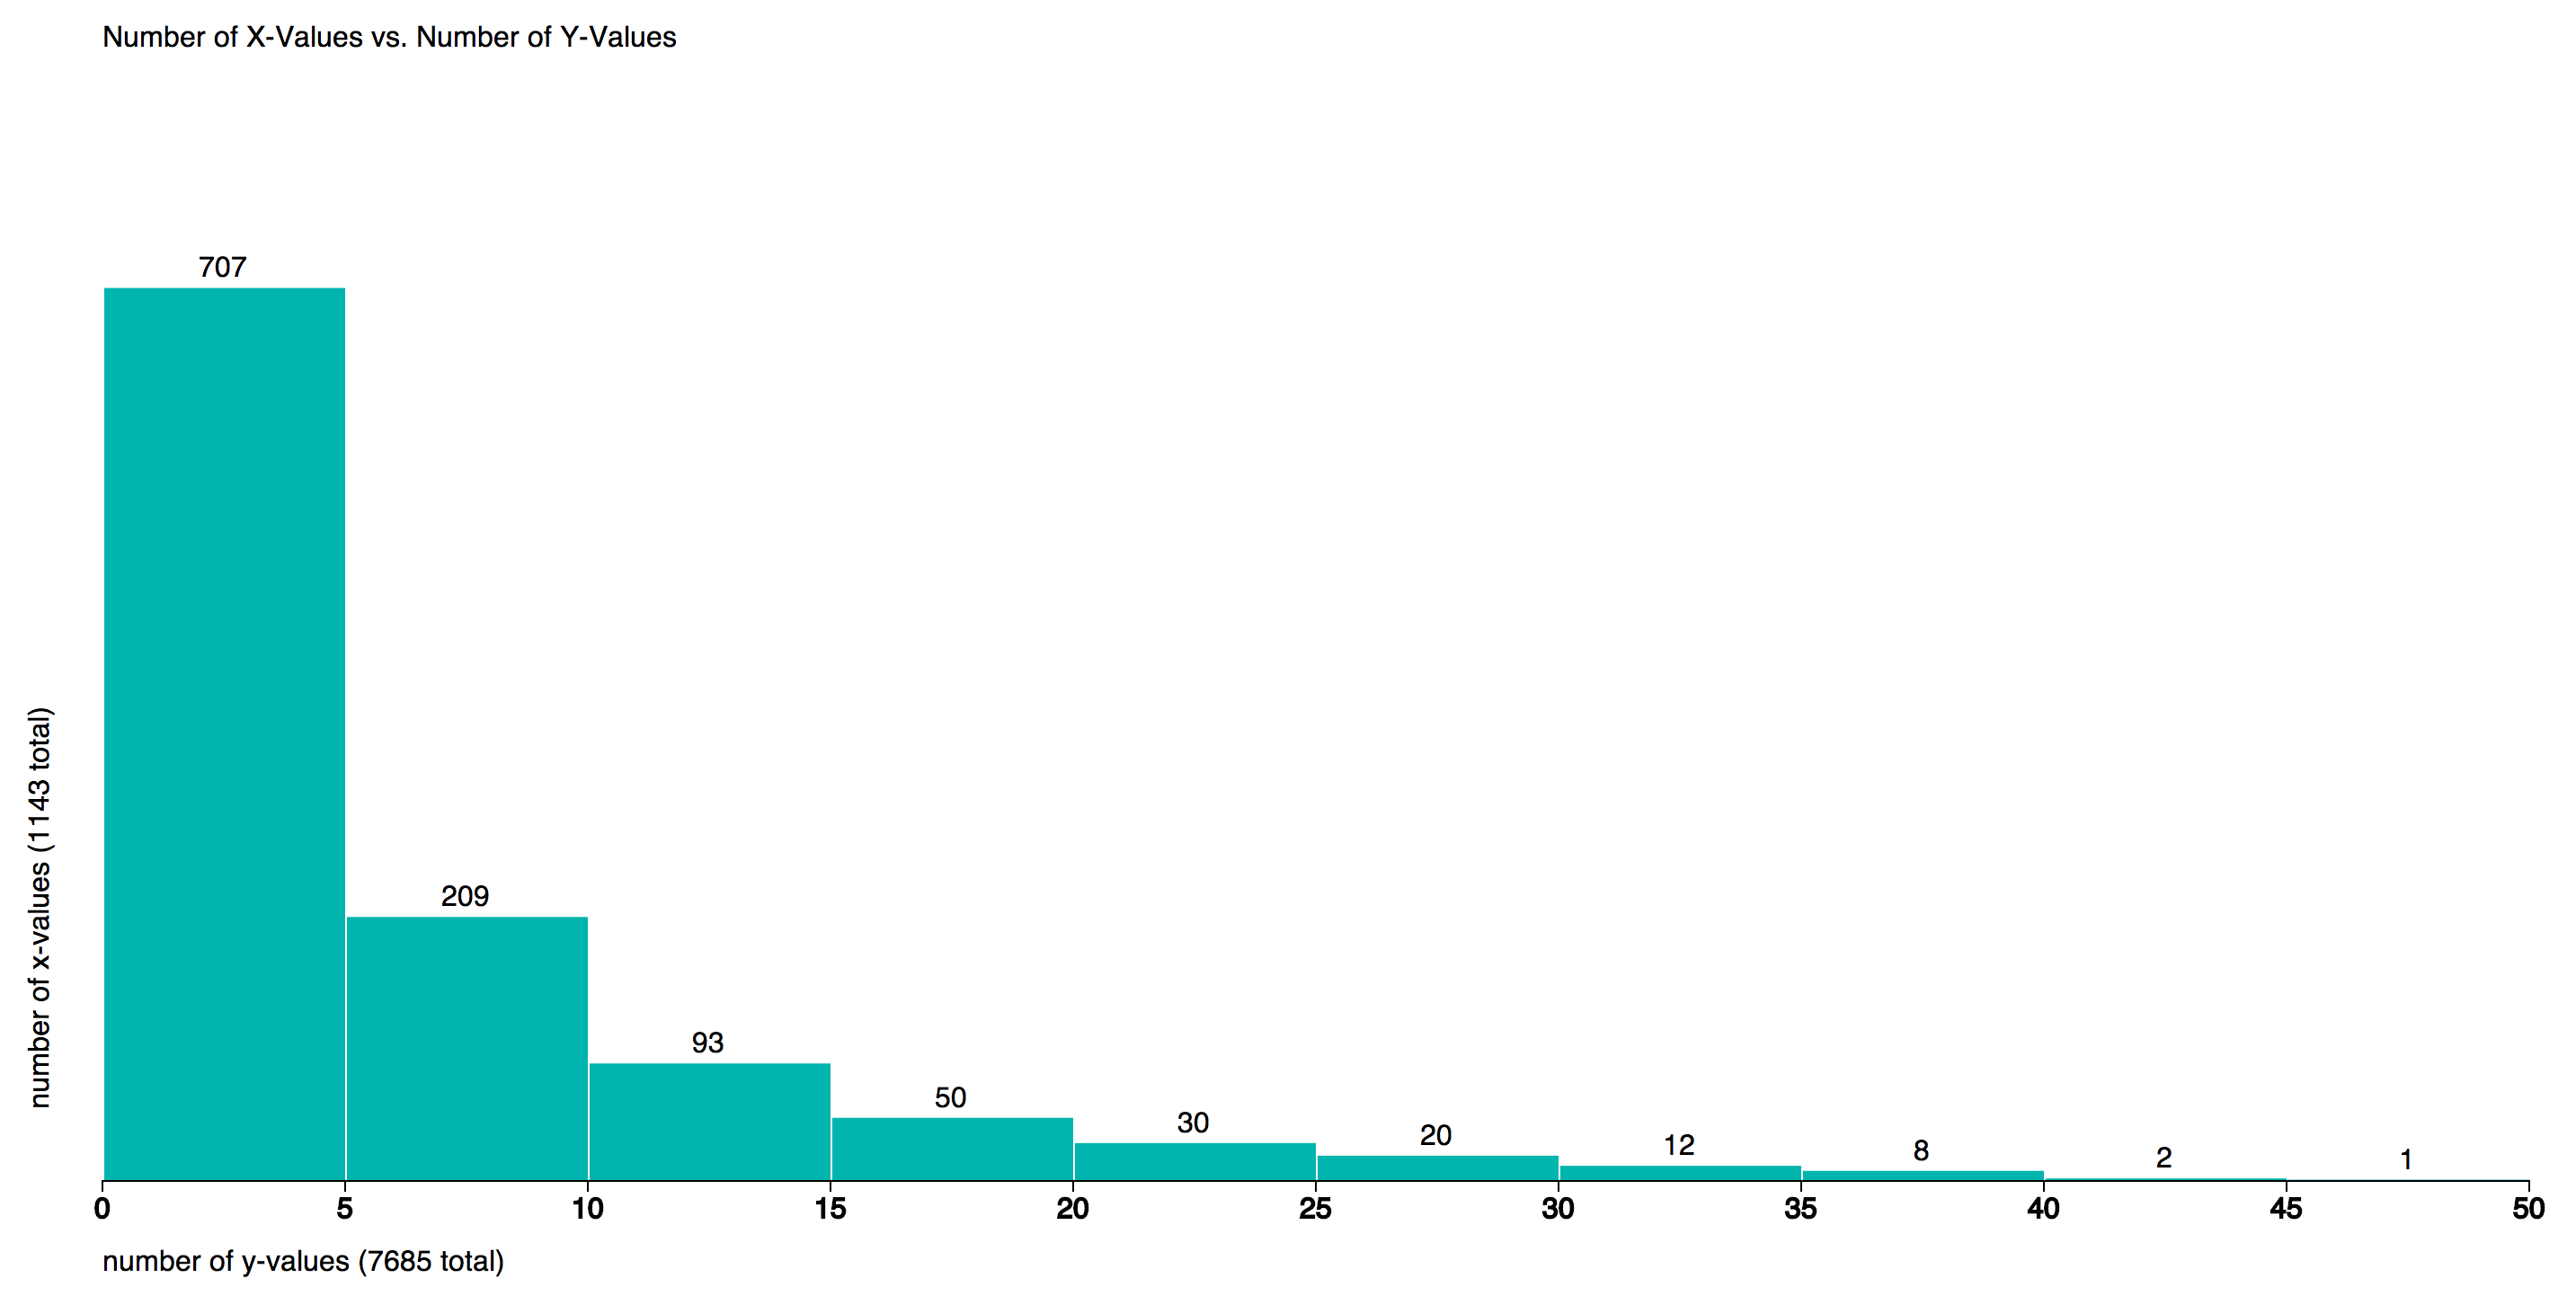 Number of X-Values vs. Number of Y-Values
707
209
93
50
30
20
12
8
2
1
number of x-values (1143 total)
0 5 10 15 20 25 30 35 40 45 50
number of y-values (7685 total)